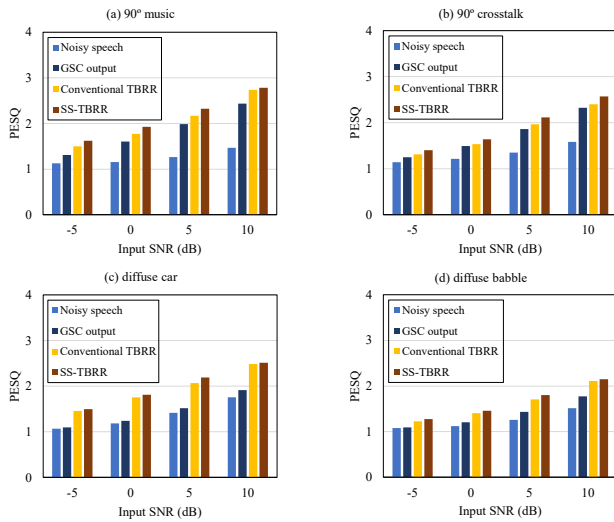 (a) 90º music
4
3
2
1
0
PESQ
Noisy speech
GSC output
Conventional TBRR
SS-TBRR
-5 0 5 10
Input SNR (dB)
(b) 90º crosstalk
4
3
2
1
0
PESQ
Noisy speech
GSC output
Conventional TBRR
SS-TBRR
-5 0 5 10
Input SNR (dB)
(c) diffuse car
4
3
2
1
0
PESQ
Noisy speech
GSC output
Conventional TBRR
SS-TBRR
-5 0 5 10
Input SNR (dB)
(d) diffuse babble
4
3
2
1
0
PESQ
Noisy speech
GSC output
Conventional TBRR
SS-TBRR
-5 0 5 10
Input SNR (dB)